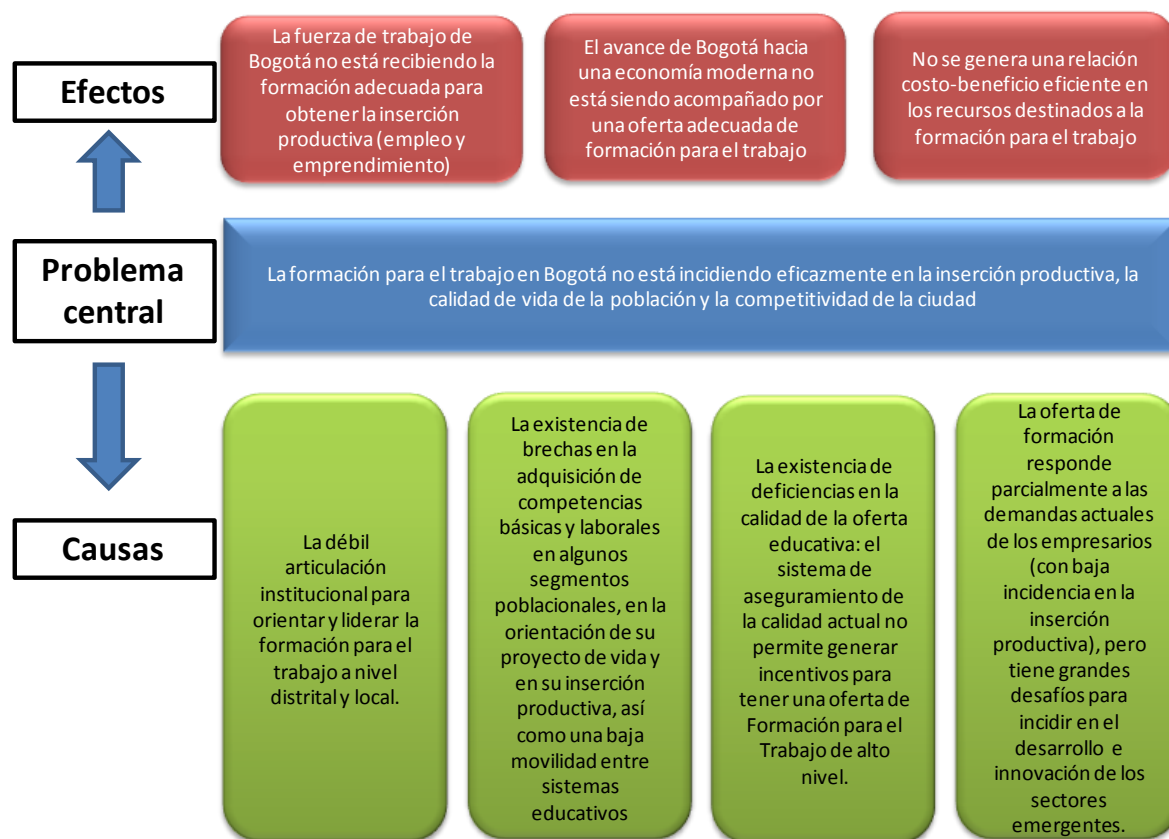 Efectos
La fuerza de trabajo de
Bogotá no está recibiendo la
formación adecuada para
obtener la inserción
productiva (empleo y
emprendimiento)
El avance de Bogotá hacia
una economía moderna no
está siendo acompañado por
una oferta adecuada de
formación para el trabajo
No se genera una relación
costo-beneficio eficiente en
los recursos destinados a la
formación para el trabajo
Problema
central
La formación para el trabajo en Bogotá no está incidiendo eficazmente en la inserción productiva, la
calidad de vida de la población y la competitividad de la ciudad
Causas
La débil
articulación
institucional para
orientar y liderar la
formación para el
trabajo a nivel
distrital y local.
La existencia de
brechas en la
adquisición de
competencias
básicas y laborales
en algunos
segmentos
poblacionales, en la
orientación de su
proyecto de vida y
en su inserción
productiva, así
como una baja
movilidad entre
sistemas
educativos
La existencia de
deficiencias en la
calidad de la oferta
educativa: el
sistema de
aseguramiento de
la calidad actual no
permite generar
incentivos para
tener una oferta de
Formación para el
Trabajo de alto
nivel.
La oferta de
formación
responde
parcialmente a las
demandas actuales
de los empresarios
(con baja
incidencia en la
inserción
productiva), pero
tiene grandes
desafíos para
incidir en el
desarrollo e
innovación de los
sectores
emergentes.